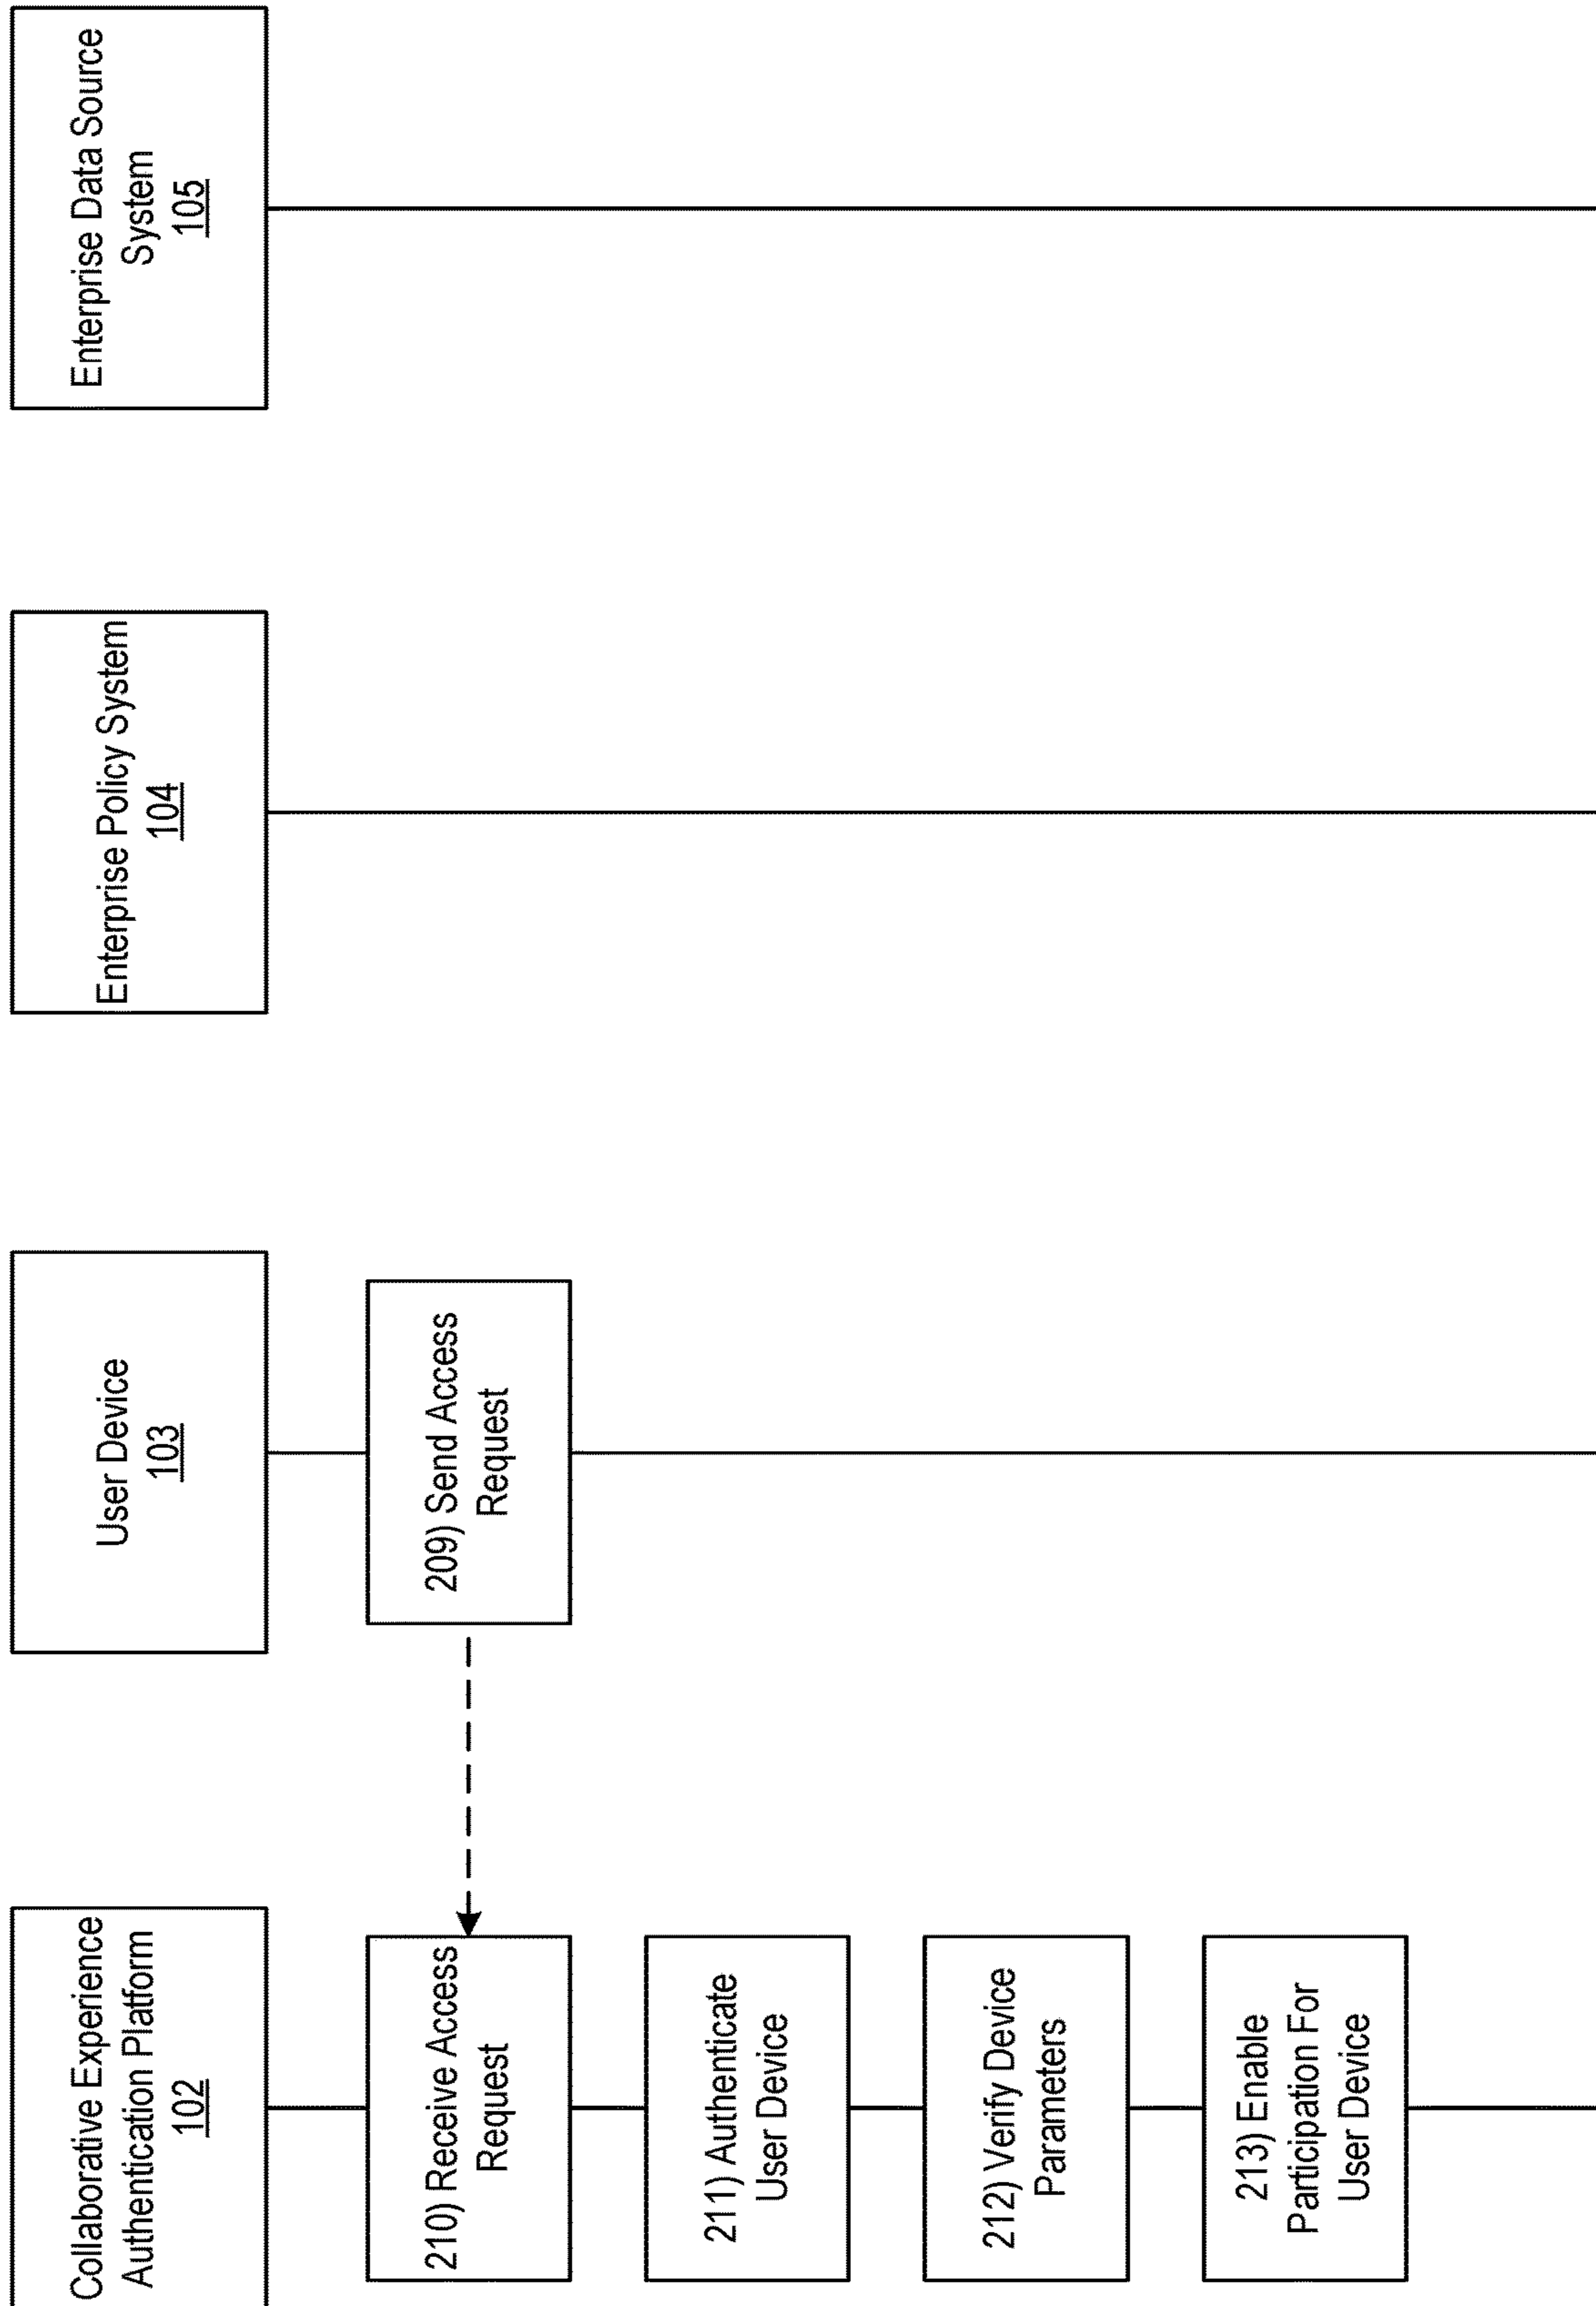 Collaborative Experience
Authentication Platform
102
User Device
103
Enterprise Policy System
104
Enterprise Data Source
System
105
209) Send Access
Request
210) Receive Access
Request
211) Authenticate
User Device
212) Verify Device
Parameters
213) Enable
Participation For
User Device